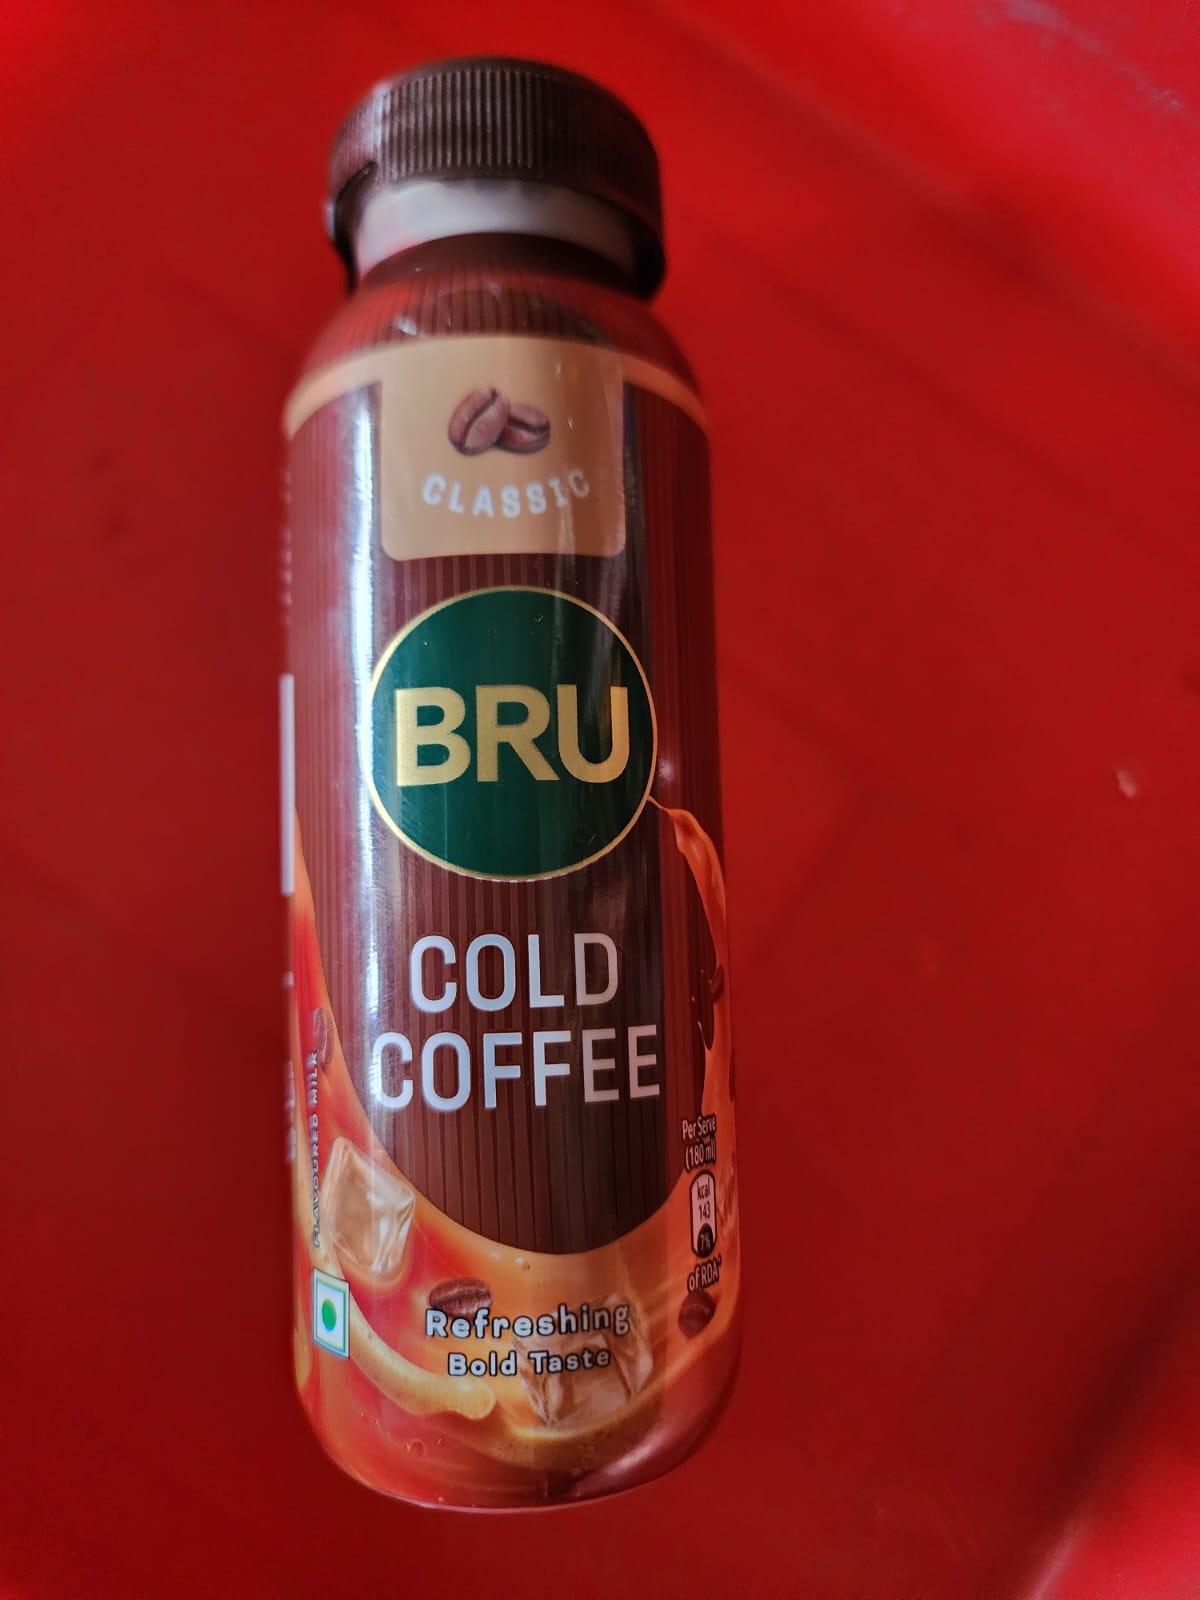 CLASSIC
BRU
COLD
COFFEE
FLAVOURED MILK
Per Serve
(180 ml)
kcal
143
7%
of RDA*
Refreshing
Bold Taste